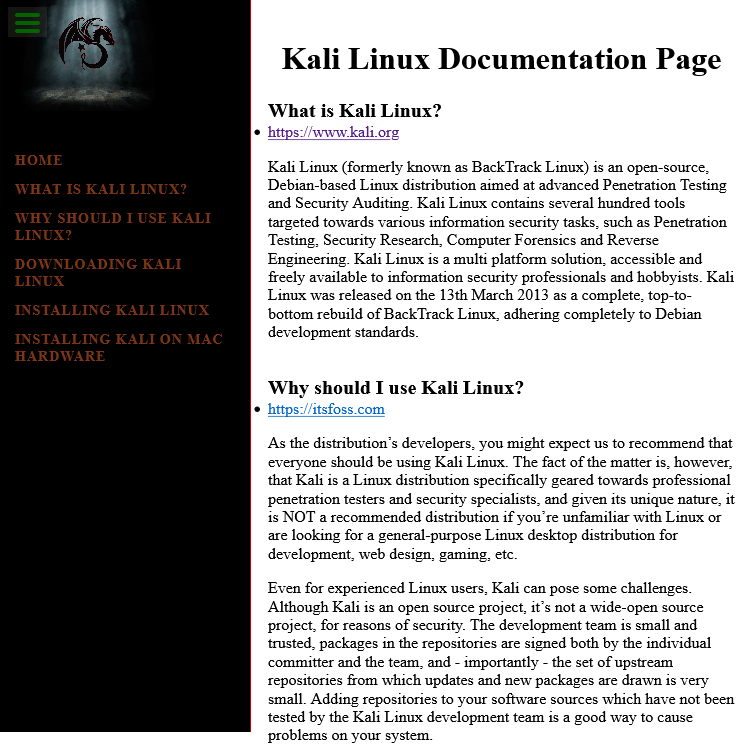 HOME
WHAT IS KALI LINUX?
WHY SHOULD I USE KALI
LINUX?
DOWNLOADING KALI
LINUX
INSTALLING KALI LINUX
INSTALLING KALI ON MAC
HARDWARE
Kali Linux Documentation Page
What is Kali Linux?
https://www.kali.org
Kali Linux (formerly known as BackTrack Linux) is an open-source,
Debian-based Linux distribution aimed at advanced Penetration Testing
and Security Auditing. Kali Linux contains several hundred tools
targeted towards various information security tasks, such as Penetration
Testing, Security Research, Computer Forensics and Reverse
Engineering. Kali Linux is a multi platform solution, accessible and
freely available to information security professionals and hobbyists. Kali
Linux was released on the 13th March 2013 as a complete, top-to-
bottom rebuild of BackTrack Linux, adhering completely to Debian
development standards.
Why should I use Kali Linux?
https://itsfoss.com
As the distribution’s developers, you might expect us to recommend that
everyone should be using Kali Linux. The fact of the matter is, however,
that Kali is a Linux distribution specifically geared towards professional
penetration testers and security specialists, and given its unique nature, it
is NOT a recommended distribution if you’re unfamiliar with Linux or
are looking for a general-purpose Linux desktop distribution for
development, web design, gaming, etc.
Even for experienced Linux users, Kali can pose some challenges.
Although Kali is an open source project, it’s not a wide-open source
project, for reasons of security. The development team is small and
trusted, packages in the repositories are signed both by the individual
committer and the team, and - importantly - the set of upstream
repositories from which updates and new packages are drawn is very
small. Adding repositories to your software sources which have not been
tested by the Kali Linux development team is a good way to cause
problems on your system.